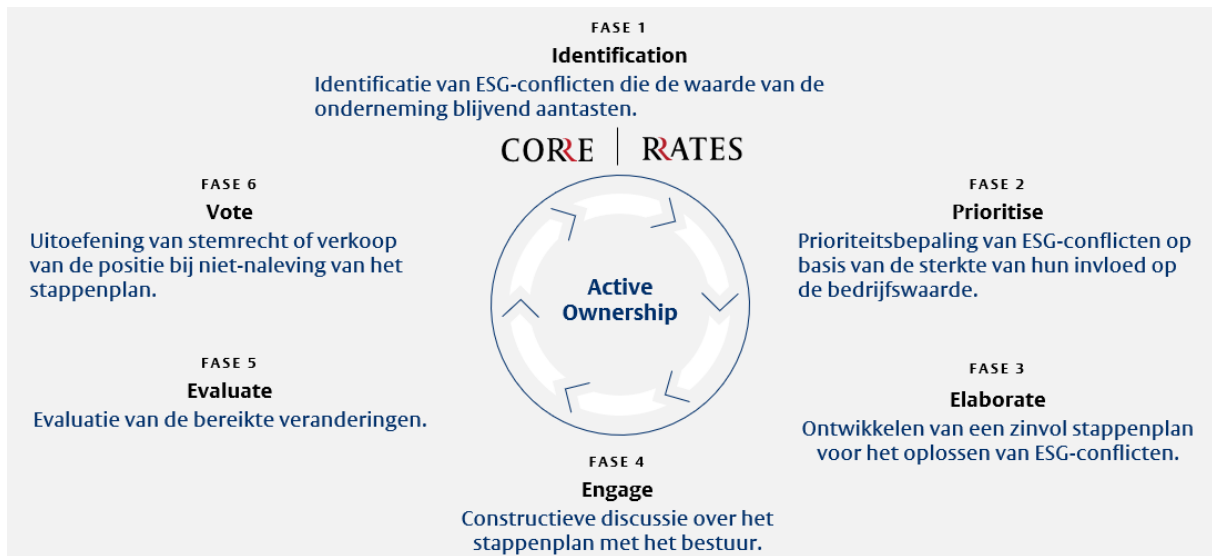 FASE 1
Identification
Identificatie van ESG-conflicten die de waarde van de
onderneming blijvend aantasten.
CORRE | RRATES
FASE 2
Prioritise
Prioriteitsbepaling van ESG-conflicten op
basis van de sterkte van hun invloed op
de bedrijfswaarde.
FASE 3
Elaborate
Ontwikkelen van een zinvol stappenplan
voor het oplossen van ESG-conflicten.
FASE 4
Engage
Constructieve discussie over het
stappenplan met het bestuur.
FASE 5
Evaluate
Evaluatie van de bereikte veranderingen.
FASE 6
Vote
Uitoefening van stemrecht of verkoop
van de positie bij niet-naleving van het
stappenplan.
Active
Ownership